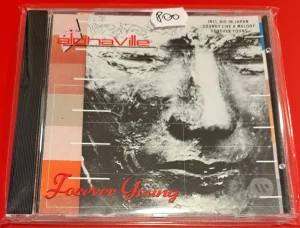 800
alphaville
INCL. BIG IN JAPAN
SOUNDS LIKE A MELODY
FOREVER YOUNG
Forever Young